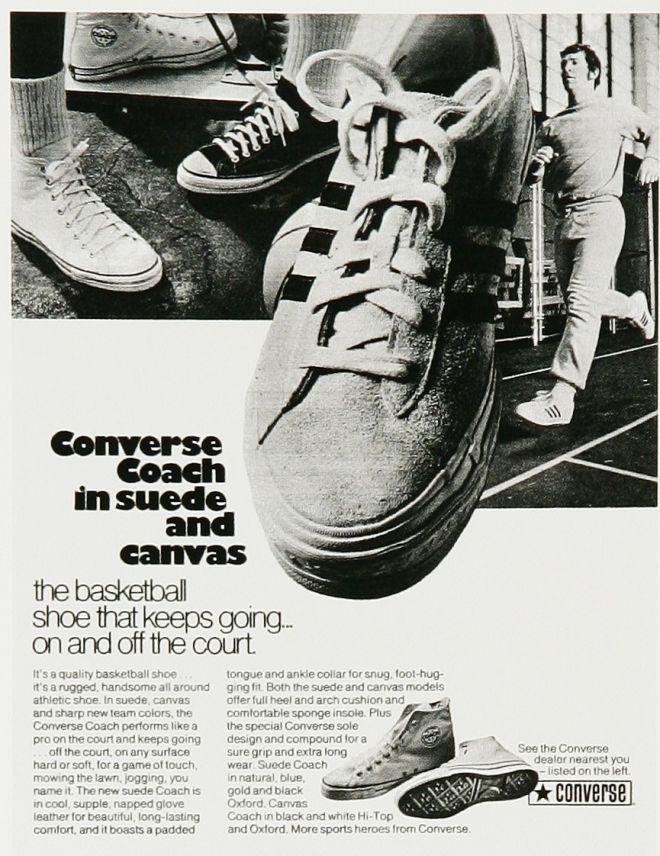 Converse
Coach
in suede
and
canvas
the basketball
shoe that keeps going...
on and off the court.
It's a quality basketball shoe ...
it's a rugged, handsome all around
athletic shoe. In suede, canvas
and sharp new team colors, the
Converse Coach performs like a
pro on the court and keeps going
... off the court, on any surface
hard or soft, for a game of touch,
mowing the lawn, jogging, you
name it. The new suede Coach is
in cool, supple, napped glove
leather for beautiful, long-lasting
comfort, and it boasts a padded
tongue and ankle collar for snug, foot-hug-
ging fit. Both the suede and canvas models
offer full heel and arch cushion and
comfortable sponge insole. Plus
the special Converse sole
design and compound for a
sure grip and extra long
wear. Suede Coach
in natural, blue,
gold and black
Oxford. Canvas
Coach in black and white Hi-Top
and Oxford. More sports heroes from Converse.
See the Converse
dealer nearest you
– listed on the left.
★ converse